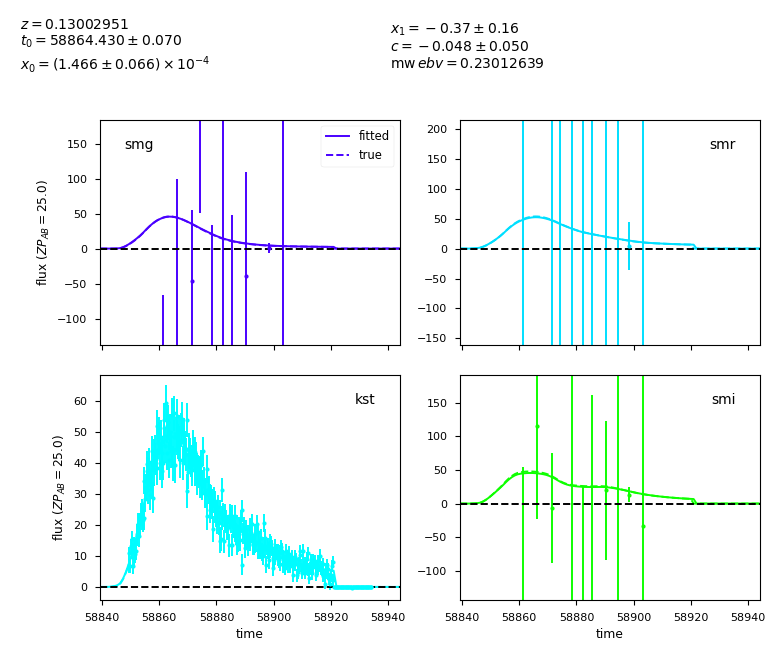 z = 0.13002951
t0 = 58864.430 ± 0.070
x0 = (1.466 ± 0.066) × 10^−4
x1 = −0.37 ± 0.16
c = −0.048 ± 0.050
mw ebv = 0.23012639
smg
fitted
true
150
100
50
0
−50
−100
flux (ZP_AB = 25.0)
smr
200
150
100
50
0
−50
−100
−150
kst
60
50
40
30
20
10
0
flux (ZP_AB = 25.0)
58840 58860 58880 58900 58920 58940
time
smi
150
100
50
0
−50
−100
58840 58860 58880 58900 58920 58940
time